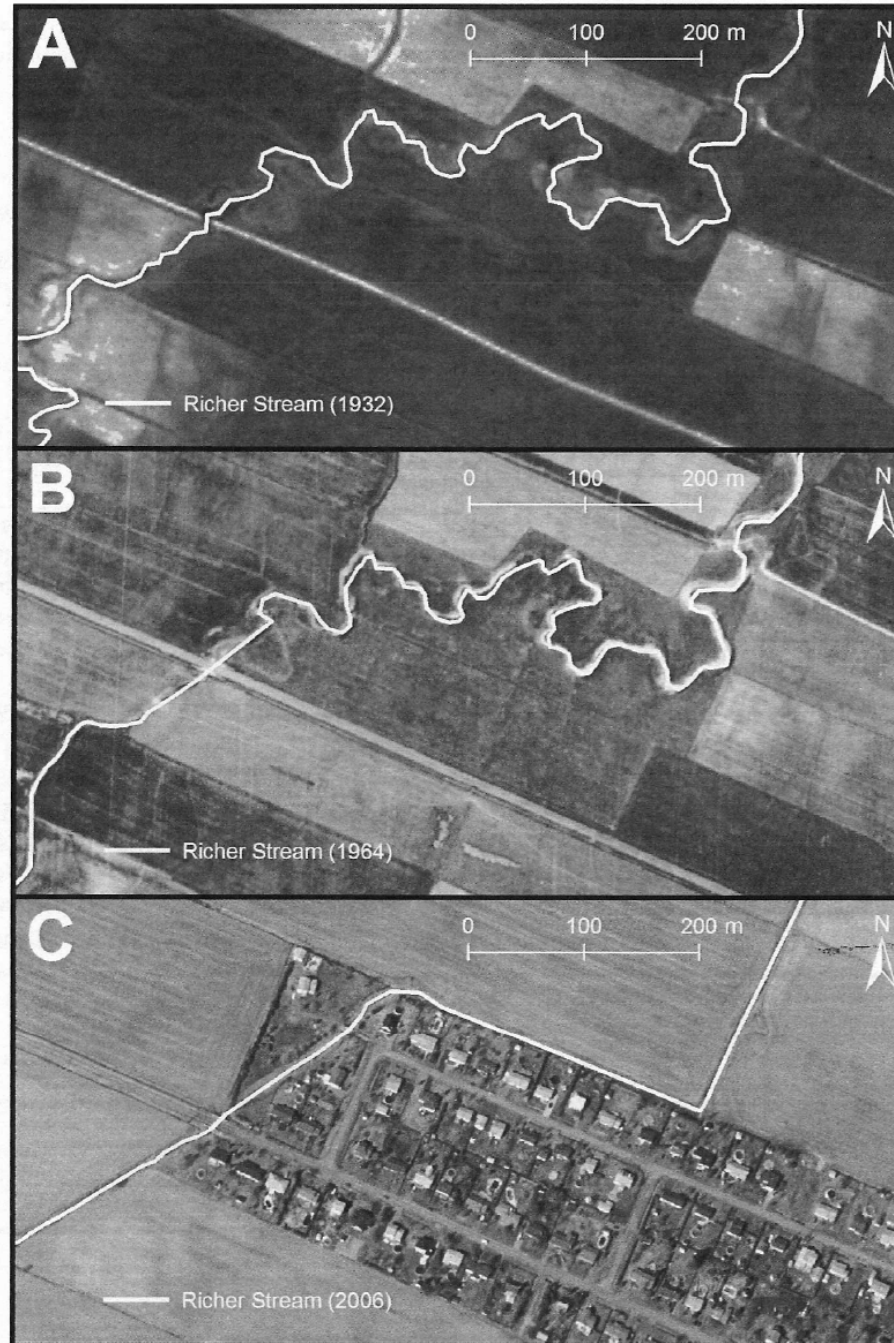 A
0 100 200 m
N
Richer Stream (1932)
B
0 100 200 m
N
Richer Stream (1964)
C
0 100 200 m
N
Richer Stream (2006)